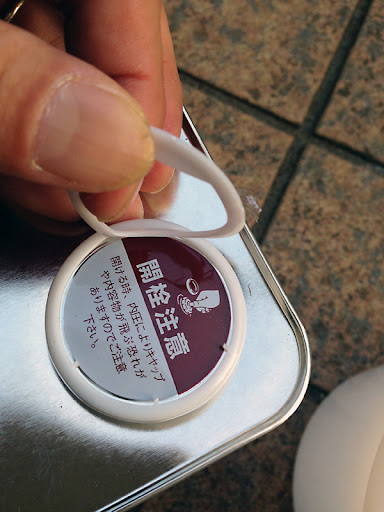 開栓注意
開ける時、内圧によりキャップ
や内容物が飛ぶ恐れが
ありますのでご注意
下さい。